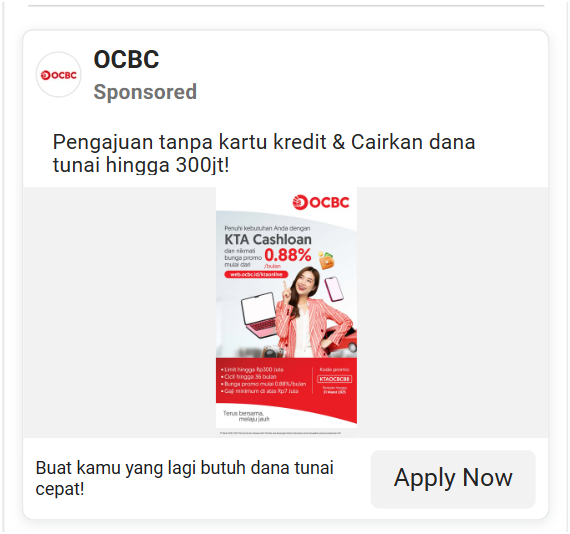 OCBC
OCBC
Sponsored
Pengajuan tanpa kartu kredit & Cairkan dana
tunai hingga 300jt!
OCBC
Penuhi kebutuhan Anda dengan
KTA Cashloan
dan nikmati
bunga promo
mulai dari
0.88%
/bulan
web.ocbc.id/ktaonline
• Limit hingga Rp300 Juta
• Cicil hingga 36 bulan
• Bunga promo mulai 0.88%/bulan
• Gaji minimum di atas Rp7 Juta
Kode promo:
KTAOCBC88
Terus bersama,
melaju jauh
Buat kamu yang lagi butuh dana tunai
cepat!
Apply Now